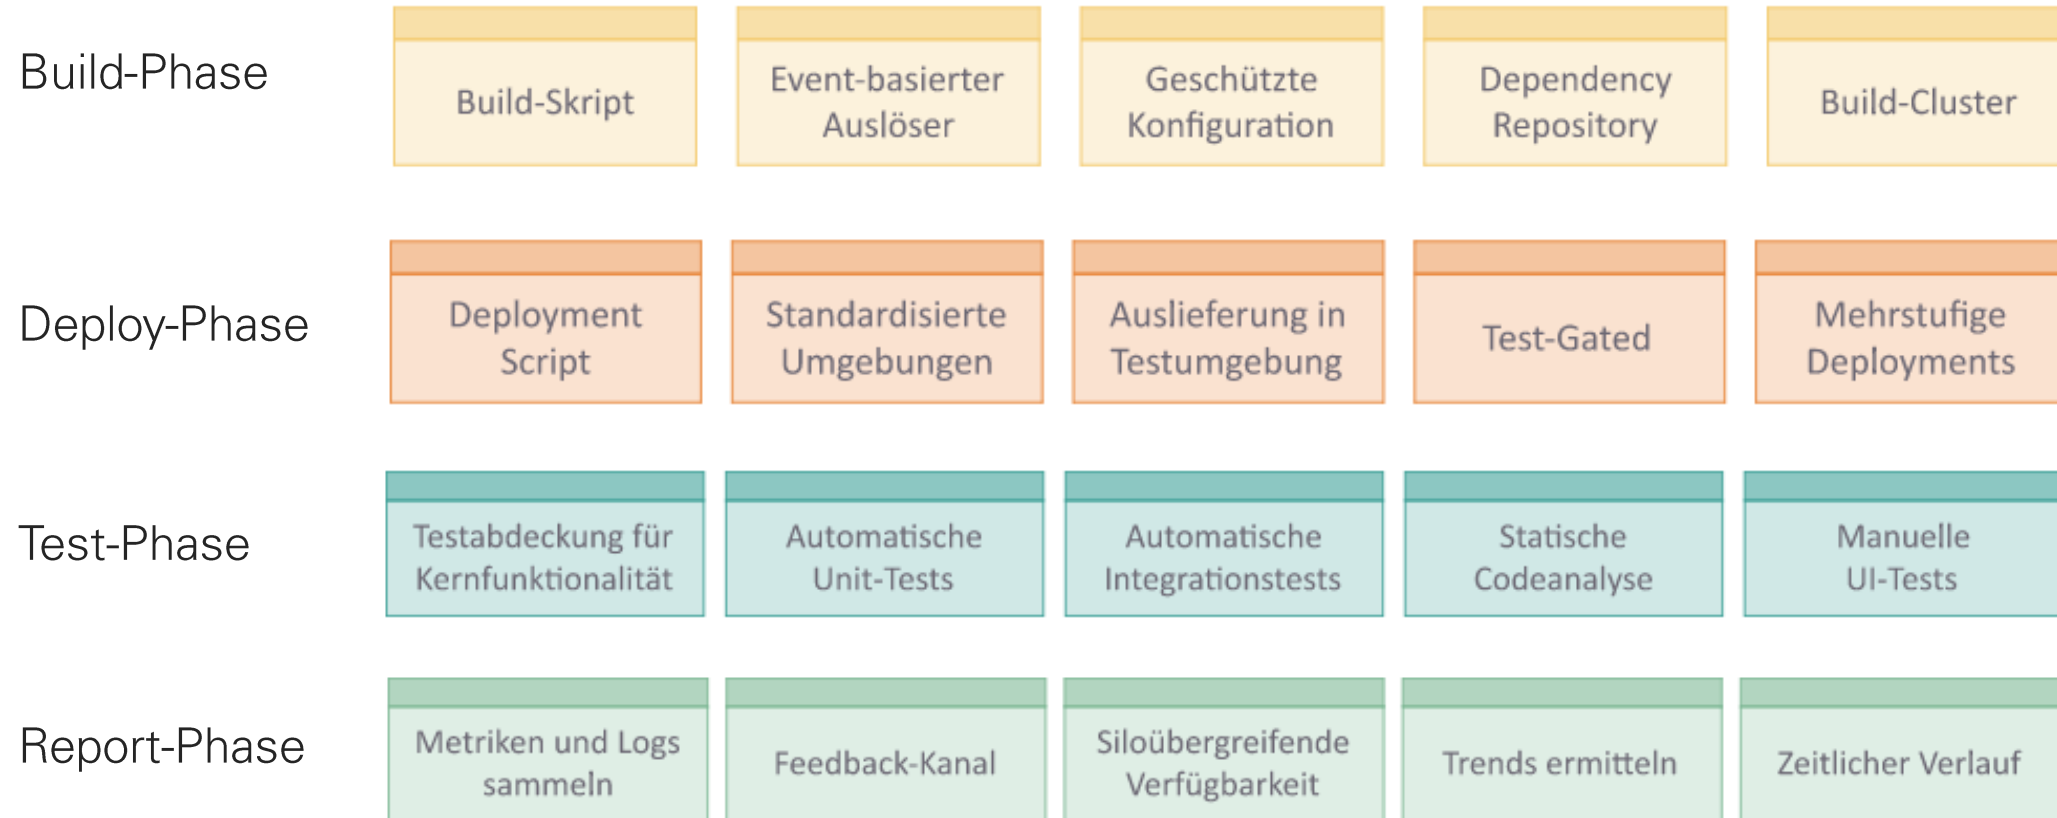 Build-Phase
Build-Skript
Event-basierter
Auslöser
Geschützte
Konfiguration
Dependency
Repository
Build-Cluster
Deploy-Phase
Deployment
Script
Standardisierte
Umgebungen
Auslieferung in
Testumgebung
Test-Gated
Mehrstufige
Deployments
Test-Phase
Testabdeckung für
Kernfunktionalität
Automatische
Unit-Tests
Automatische
Integrationstests
Statische
Codeanalyse
Manuelle
UI-Tests
Report-Phase
Metriken und Logs
sammeln
Feedback-Kanal
Siloübergreifende
Verfügbarkeit
Trends ermitteln
Zeitlicher Verlauf